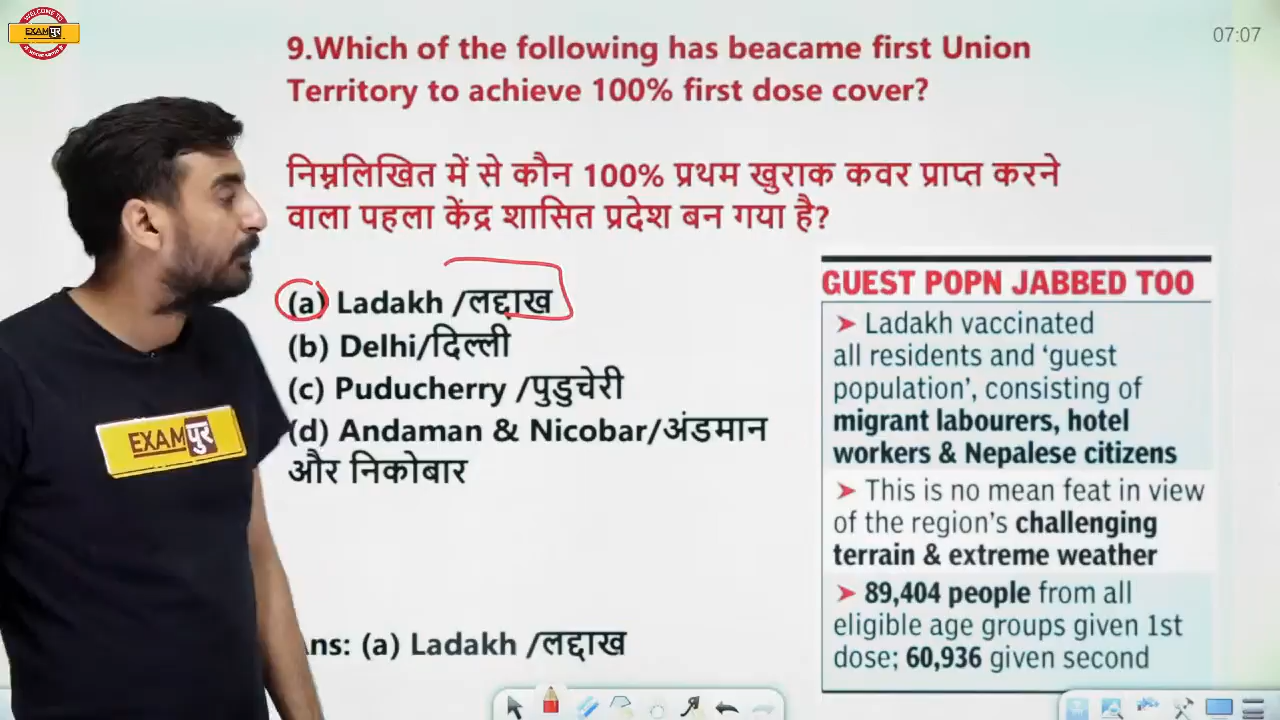 WELCOME TO
EXAMपुर
07:07
9.Which of the following has beacame first Union
Territory to achieve 100% first dose cover?
निम्नलिखित में से कौन 100% प्रथम खुराक कवर प्राप्त करने
वाला पहला केंद्र शासित प्रदेश बन गया है?
(a) Ladakh /लद्दाख
(b) Delhi/दिल्ली
(c) Puducherry /पुडुचेरी
(d) Andaman & Nicobar/अंडमान
और निकोबार
ns: (a) Ladakh /लद्दाख
GUEST POPN JABBED TOO
➤ Ladakh vaccinated
all residents and ‘guest
population’, consisting of
migrant labourers, hotel
workers & Nepalese citizens
➤ This is no mean feat in view
of the region’s challenging
terrain & extreme weather
➤ 89,404 people from all
eligible age groups given 1st
dose; 60,936 given second
EXAMपुर